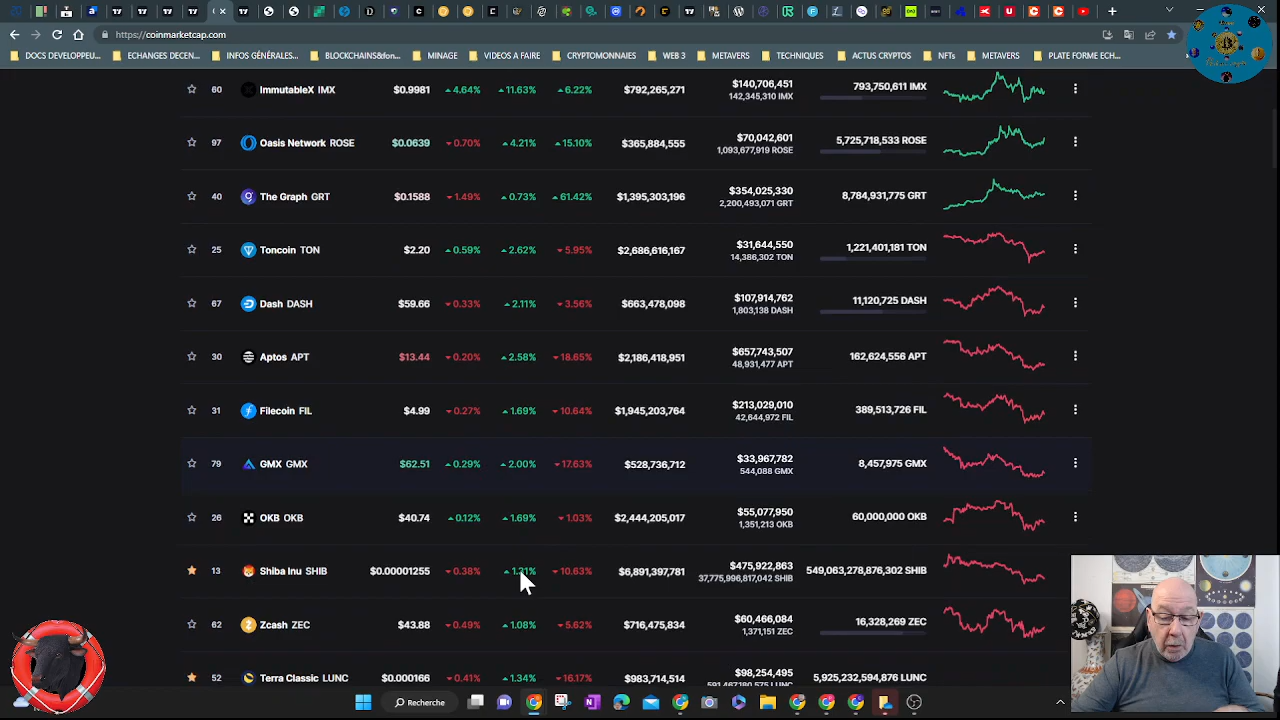 https://coinmarketcap.com
DOCS DEVELOPPEU... ECHANGES DECEN... INFOS GÉNÉRALES... BLOCKCHAINS&fon... MINAGE VIDEOS A FAIRE CRYPTOMONNAIES WEB 3 METAVERS TECHNIQUES ACTUS CRYPTOS NFTs METAVERS PLATE FORME ECH...
60 ImmutableX IMX $0.9981 4.64% 11.63% 6.22% $792,265,271 $140,706,451 793,750,611 IMX
142,345,310 IMX
97 Oasis Network ROSE $0.0639 0.70% 4.21% 15.10% $365,884,555 $70,042,601 5,725,718,533 ROSE
1,093,677,919 ROSE
40 The Graph GRT $0.1588 1.49% 0.73% 61.42% $1,395,303,196 $354,025,330 8,784,931,775 GRT
2,200,493,071 GRT
25 Toncoin TON $2.20 0.59% 2.62% 5.95% $2,686,616,167 $31,644,550 1,221,401,181 TON
14,386,302 TON
67 Dash DASH $59.66 0.33% 2.11% 3.56% $663,478,098 $107,914,762 11,120,725 DASH
1,803,138 DASH
30 Aptos APT $13.44 0.20% 2.58% 18.65% $2,186,418,951 $657,743,507 162,624,556 APT
48,931,477 APT
31 Filecoin FIL $4.99 0.27% 1.69% 10.64% $1,945,203,764 $213,029,010 389,513,726 FIL
42,644,972 FIL
79 GMX GMX $62.51 0.29% 2.00% 17.63% $528,736,712 $33,967,782 8,457,975 GMX
544,088 GMX
26 OKB OKB $40.74 0.12% 1.69% 1.03% $2,444,205,017 $55,077,950 60,000,000 OKB
1,351,213 OKB
13 Shiba Inu SHIB $0.00001255 0.38% 10.63% $6,891,397,781 $475,922,863 549,063,278,876,302 SHIB
37,775,996,817,042 SHIB
62 Zcash ZEC $43.88 0.49% 1.08% 5.62% $716,475,834 $60,466,084 16,328,269 ZEC
1,371,151 ZEC
52 Terra Classic LUNC $0.000166 0.41% 1.34% 16.17% $983,714,514 $98,254,495 5,925,232,594,876 LUNC
Recherche